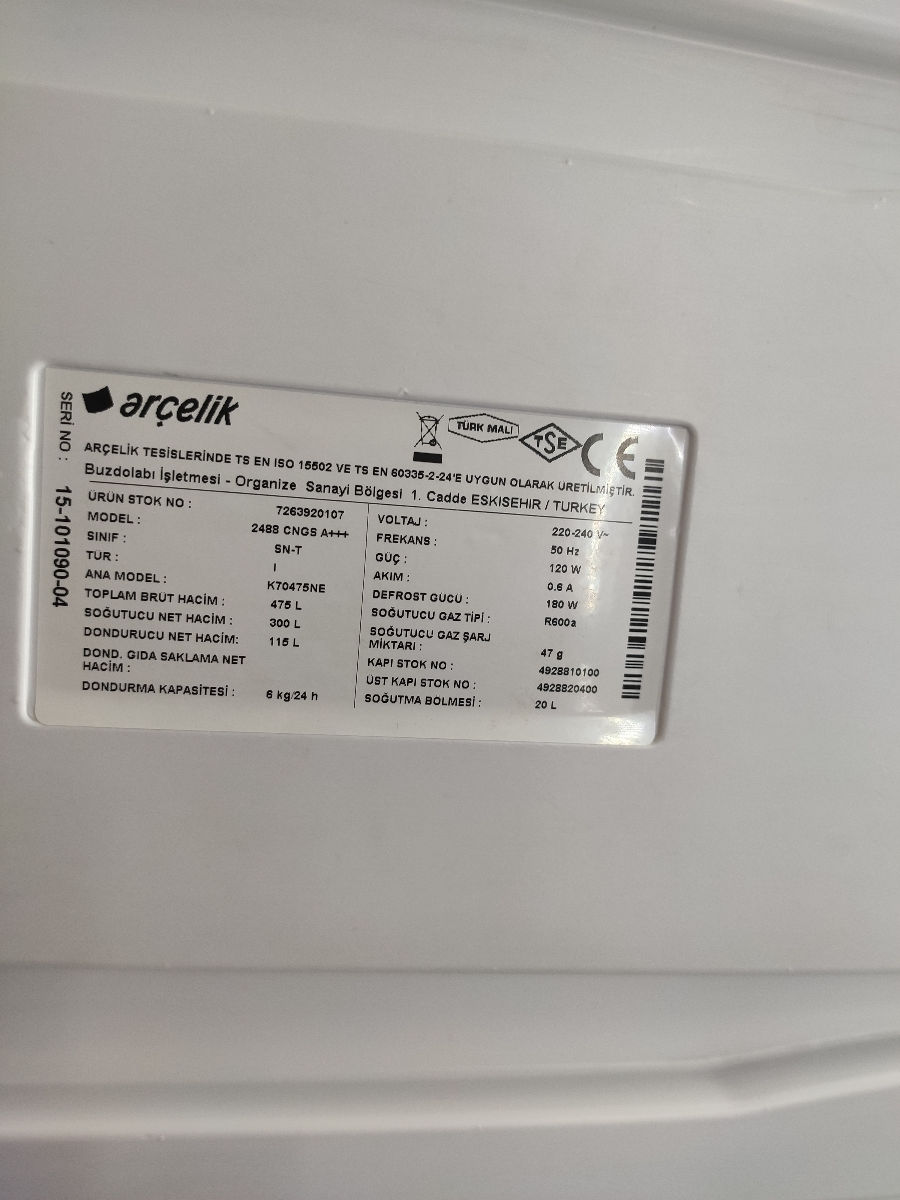 arçelik
TÜRK MALI
TSE
CE
SERİ NO : 15-101090-04
ARÇELİK TESİSLERİNDE TS EN ISO 15502 VE TS EN 60335-2-24'E UYGUN OLARAK ÜRETİLMİŞTİR.
Buzdolabı İşletmesi - Organize Sanayi Bölgesi 1. Cadde ESKISEHIR / TURKEY
ÜRÜN STOK NO : 7263920107
MODEL : 2488 CNGS A+++
SINIF : SN-T
TÜR : I
ANA MODEL : K70475NE
TOPLAM BRÜT HACİM : 475 L
SOĞUTUCU NET HACİM : 300 L
DONDURUCU NET HACİM: 115 L
DOND. GIDA SAKLAMA NET
HACİM :
DONDURMA KAPASİTESİ : 6 kg/24 h
VOLTAJ : 220-240 V~
FREKANS : 50 Hz
GÜÇ : 120 W
AKIM : 0.6 A
DEFROST GÜCÜ : 180 W
SOĞUTUCU GAZ TİPİ : R600a
SOĞUTUCU GAZ ŞARJ
MİKTARI : 47 g
KAPI STOK NO : 4928810100
ÜST KAPI STOK NO : 4928820400
SOĞUTMA BÖLMESİ : 20 L